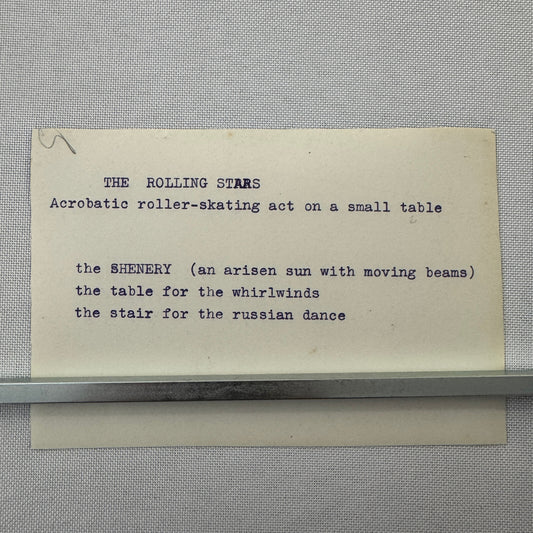 THE ROLLING STARS
Acrobatic roller-skating act on a small table
the SHENERY (an arisen sun with moving beams)
the table for the whirlwinds
the stair for the russian dance